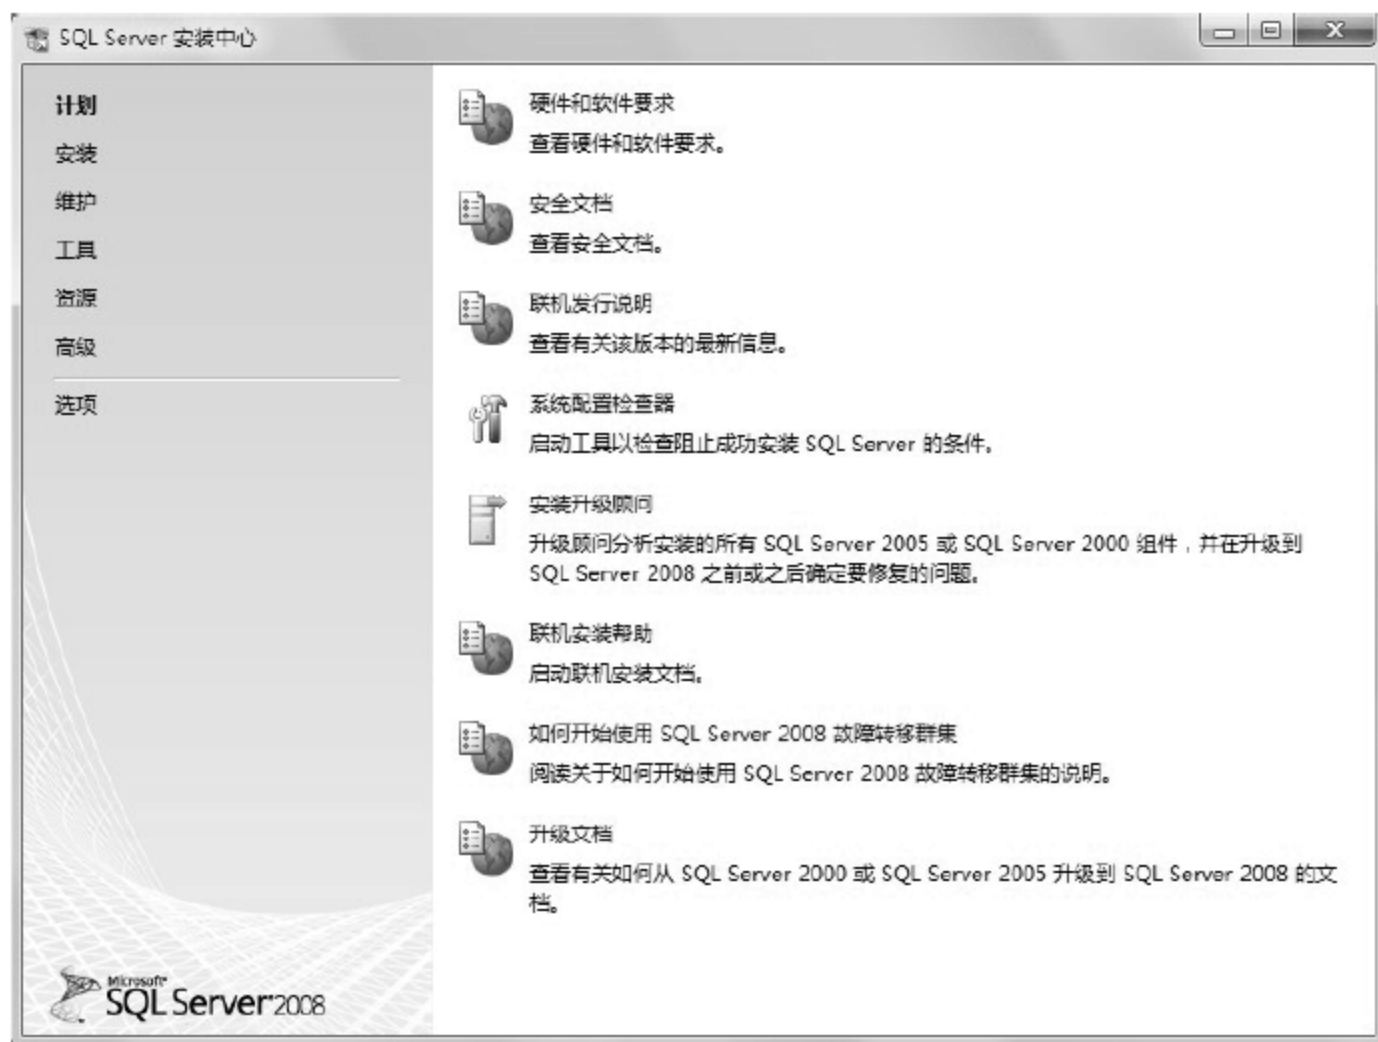 SQL Server 安装中心
计划
安装
维护
工具
资源
高级
选项
硬件和软件要求
查看硬件和软件要求。
安全文档
查看安全文档。
联机发行说明
查看有关该版本的最新信息。
系统配置检查器
启动工具以检查阻止成功安装 SQL Server 的条件。
安装升级顾问
升级顾问分析安装的所有 SQL Server 2005 或 SQL Server 2000 组件，并在升级到
SQL Server 2008 之前或之后确定要修复的问题。
联机安装帮助
启动联机安装文档。
如何开始使用 SQL Server 2008 故障转移群集
阅读关于如何开始使用 SQL Server 2008 故障转移群集的说明。
升级文档
查看有关如何从 SQL Server 2000 或 SQL Server 2005 升级到 SQL Server 2008 的文
档。
Microsoft
SQL Server 2008